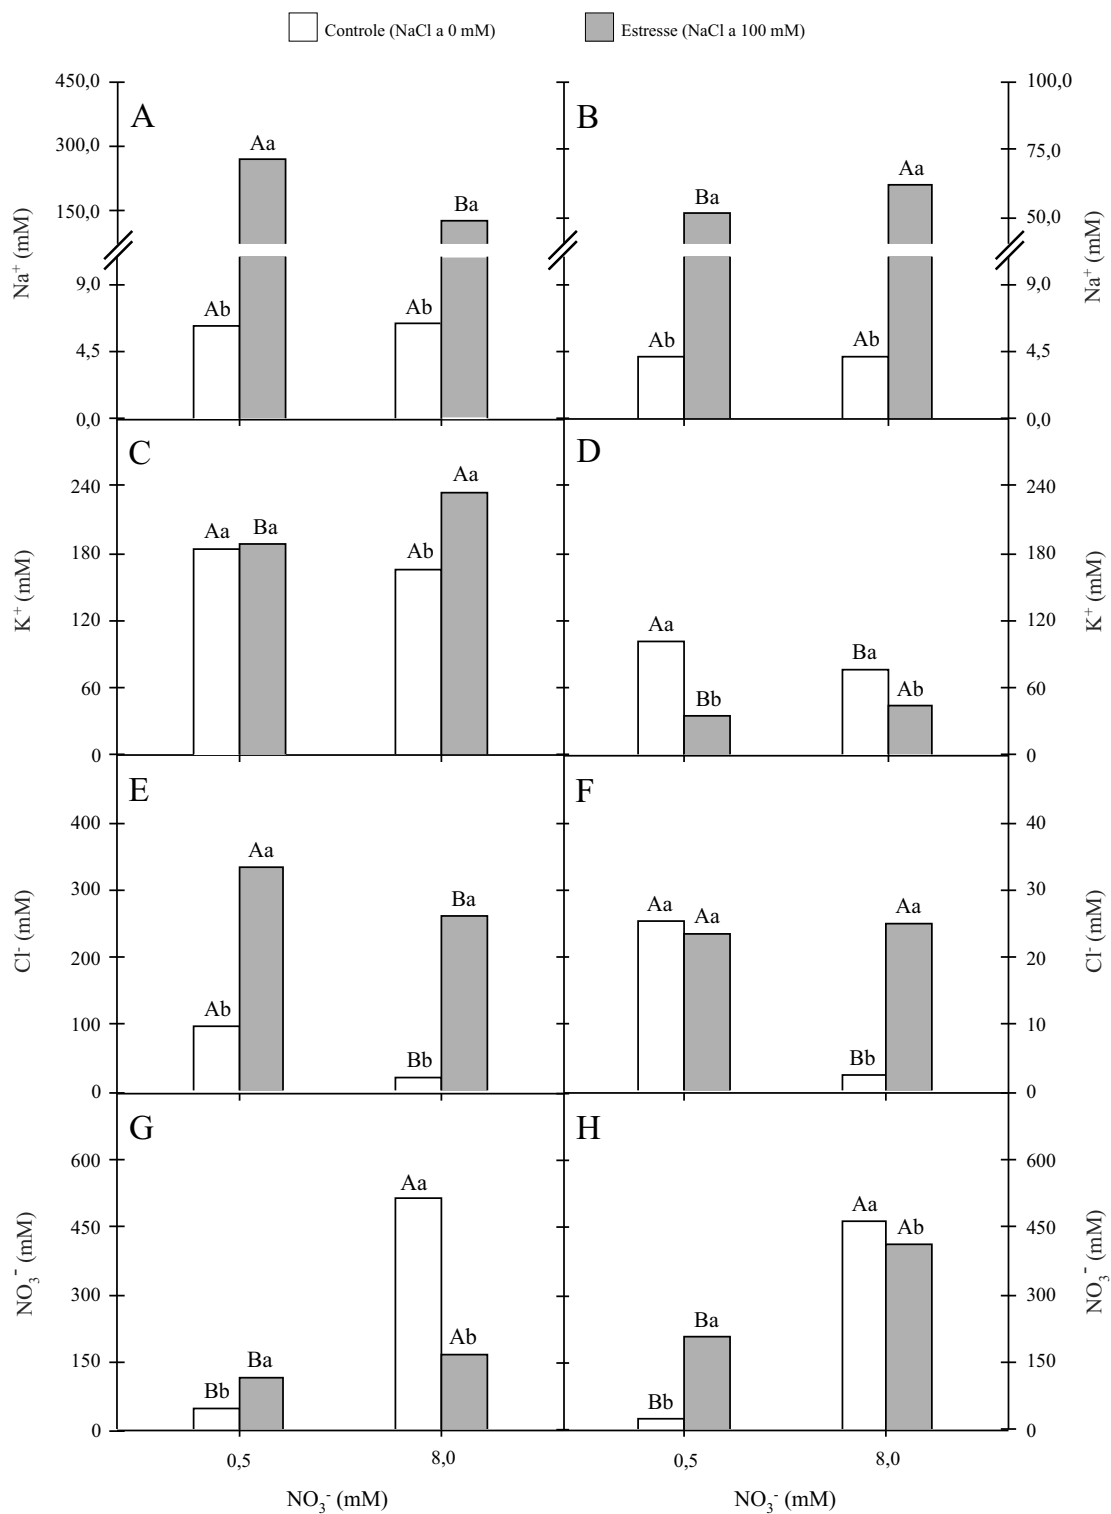 Controle (NaCl a 0 mM) Estresse (NaCl a 100 mM)
A
Na⁺ (mM)
450,0
300,0
150,0
9,0
4,5
0,0
Aa
Ba
Ab
Ab
B
Na⁺ (mM)
100,0
75,0
50,0
9,0
4,5
0,0
Aa
Ba
Ab
Ab
C
K⁺ (mM)
240
180
120
60
0
Aa
Aa Ba
Ab
D
K⁺ (mM)
240
180
120
60
0
Aa
Ba
Bb
Ab
E
Cl⁻ (mM)
400
300
200
100
0
Aa
Ba
Ab
Bb
F
Cl⁻ (mM)
40
30
20
10
0
Aa Aa Aa
Bb
G
NO₃⁻ (mM)
600
450
300
150
0
Aa
Ab
Bb Ba
0,5 8,0
NO₃⁻ (mM)
H
NO₃⁻ (mM)
600
450
300
150
0
Aa
Ab
Ba
Bb
0,5 8,0
NO₃⁻ (mM)